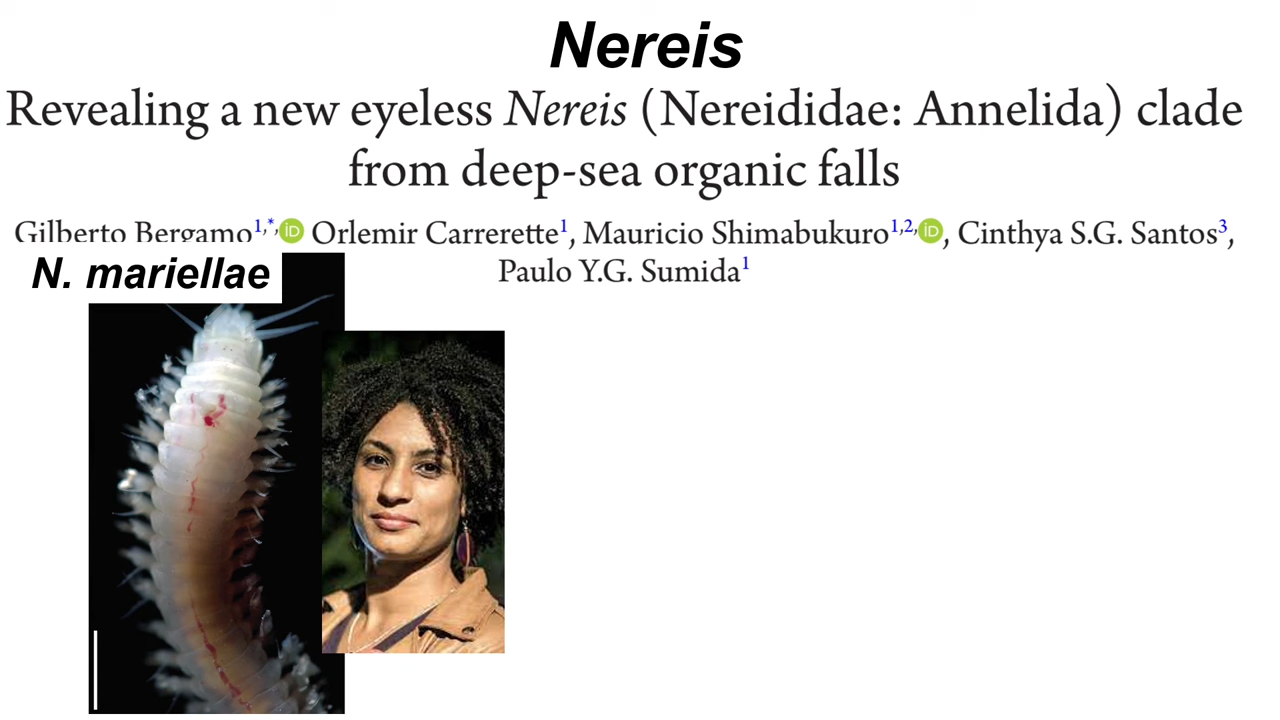 Nereis
Revealing a new eyeless Nereis (Nereididae: Annelida) clade
from deep-sea organic falls
Gilberto Bergamo1,*,iD Orlemir Carrerette1, Mauricio Shimabukuro1,2,iD, Cinthya S.G. Santos3,
Paulo Y.G. Sumida1
N. mariellae